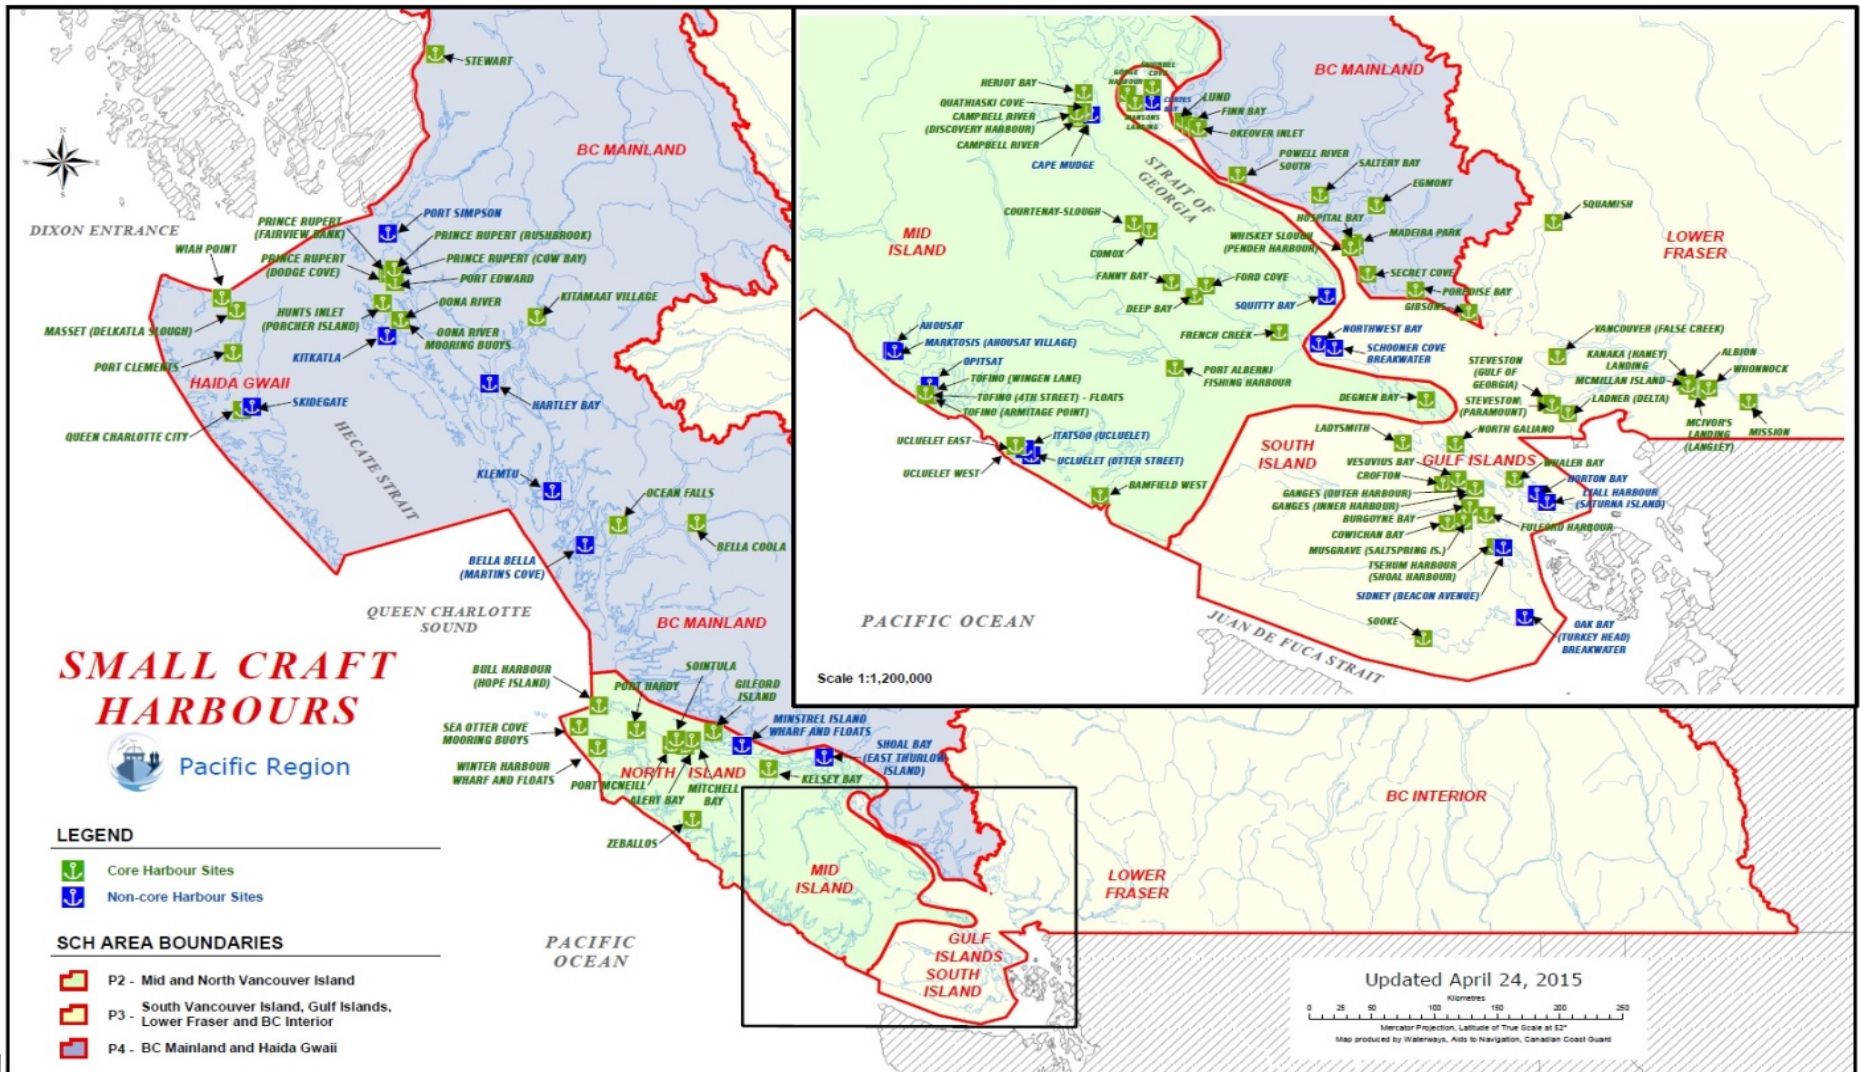 STEWART
BC MAINLAND
N
W
E
S
DIXON ENTRANCE
PORT SIMPSON
PRINCE RUPERT
(FAIRVIEW BANK)
PRINCE RUPERT (RUSHBROOK)
WIAH POINT
PRINCE RUPERT
(DODGE COVE)
PRINCE RUPERT (COW BAY)
PORT EDWARD
KITAMAAT VILLAGE
OONA RIVER
HUNTS INLET
(PORCHER ISLAND)
MASSET (DELKATLA SLOUGH)
OONA RIVER
MOORING BUOYS
KITKATLA
PORT CLEMENTS
HAIDA GWAII
SKIDEGATE
HARTLEY BAY
QUEEN CHARLOTTE CITY
HECATE STRAIT
KLEMTU
OCEAN FALLS
BELLA COOLA
BELLA BELLA
(MARTINS COVE)
QUEEN CHARLOTTE
SOUND
BC MAINLAND
SMALL CRAFT
HARBOURS
Pacific Region
BULL HARBOUR
(HOPE ISLAND)
PORT HARDY
SOINTULA
GILFORD
ISLAND
MINSTREL ISLAND
WHARF AND FLOATS
SEA OTTER COVE
MOORING BUOYS
SHOAL BAY
(EAST THURLOW
ISLAND)
WINTER HARBOUR
WHARF AND FLOATS
NORTH ISLAND
PORT MCNEILL
ALERT BAY
MITCHELL
BAY
KELSEY BAY
ZEBALLOS
MID
ISLAND
LOWER
FRASER
BC INTERIOR
GULF
ISLANDS
SOUTH
ISLAND
PACIFIC
OCEAN
LEGEND
Core Harbour Sites
Non-core Harbour Sites
SCH AREA BOUNDARIES
P2 - Mid and North Vancouver Island
P3 - South Vancouver Island, Gulf Islands,
Lower Fraser and BC Interior
P4 - BC Mainland and Haida Gwaii
HERIOT BAY
QUATHIASKI COVE
CAMPBELL RIVER
(DISCOVERY HARBOUR)
CAMPBELL RIVER
CAPE MUDGE
GORGE
HARBOUR
COVE
MANSONS
LANDING
LUND
FINN BAY
OKEOVER INLET
BC MAINLAND
STRAIT OF
GEORGIA
POWELL RIVER
SOUTH
SALTERY BAY
EGMONT
SQUAMISH
LOWER
FRASER
COURTENAY-SLOUGH
COMOX
MID
ISLAND
HOSPITAL BAY
WHISKEY SLOUGH
(PENDER HARBOUR)
MADEIRA PARK
SECRET COVE
FANNY BAY
FORD COVE
DEEP BAY
SQUITTY BAY
GIBSONS
AHOUSAT
MARKTOSIS (AHOUSAT VILLAGE)
FRENCH CREEK
NORTHWEST BAY
SCHOONER COVE
BREAKWATER
VANCOUVER (FALSE CREEK)
STEVESTON
(GULF OF
GEORGIA)
KANAKA (HANEY)
LANDING
ALBION
WHONNOCK
MCMILLAN ISLAND
OPITSAT
TOFINO (WINGEN LANE)
TOFINO (4TH STREET) - FLOATS
TOFINO (ARMITAGE POINT)
PORT ALBERNI
FISHING HARBOUR
DEGNEN BAY
STEVESTON
(PARAMOUNT)
LADNER (DELTA)
MCIVOR'S
LANDING
(LANGLEY)
MISSION
UCLUELET EAST
ITATSOO (UCLUELET)
UCLUELET (OTTER STREET)
UCLUELET WEST
BAMFIELD WEST
LADYSMITH
NORTH GALIANO
SOUTH
ISLAND
GULF ISLANDS
VESUVIUS BAY
CROFTON
GANGES (OUTER HARBOUR)
GANGES (INNER HARBOUR)
BURGOYNE BAY
COWICHAN BAY
MUSGRAVE (SALTSPRING IS.)
TSEHUM HARBOUR
(SHOAL HARBOUR)
WHALER BAY
HORTON BAY
LYALL HARBOUR
(SATURNA ISLAND)
FULFORD HARBOUR
SIDNEY (BEACON AVENUE)
SOOKE
OAK BAY
(TURKEY HEAD)
BREAKWATER
PACIFIC OCEAN
JUAN DE FUCA STRAIT
Scale 1:1,200,000
Updated April 24, 2015
Kilometres
0 25 50 100 150 200 250
Mercator Projection, Latitude of True Scale at 52°
Map produced by Waterways, Aids to Navigation, Canadian Coast Guard